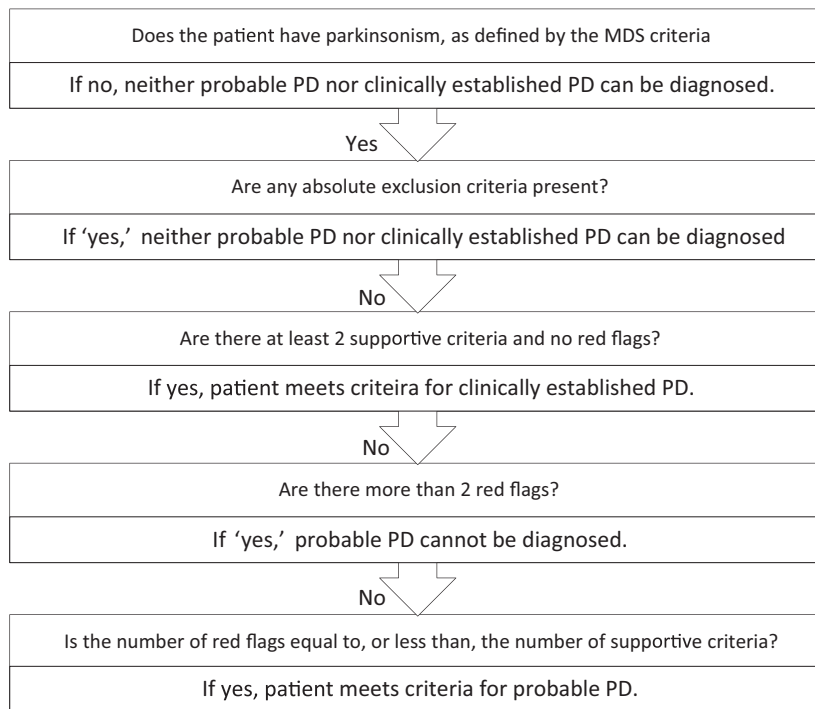 Does the patient have parkinsonism, as defined by the MDS criteria
If no, neither probable PD nor clinically established PD can be diagnosed.
Yes
Are any absolute exclusion criteria present?
If ‘yes,’ neither probable PD nor clinically established PD can be diagnosed
No
Are there at least 2 supportive criteria and no red flags?
If yes, patient meets criteira for clinically established PD.
No
Are there more than 2 red flags?
If ‘yes,’ probable PD cannot be diagnosed.
No
Is the number of red flags equal to, or less than, the number of supportive criteria?
If yes, patient meets criteria for probable PD.